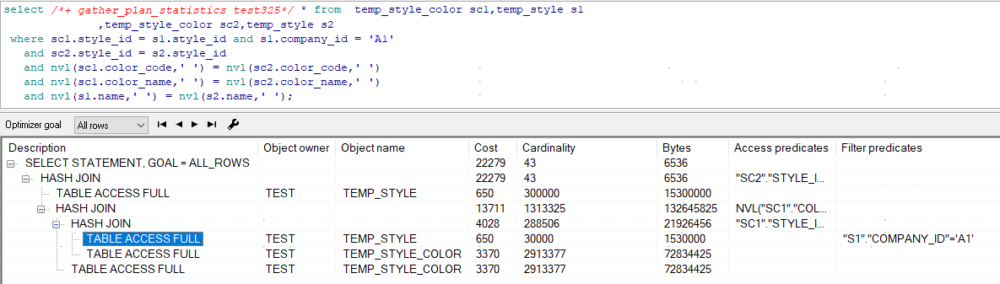 select /*+ gather_plan_statistics test325*/ * from  temp_style_color sc1,temp_style s1
,temp_style_color sc2,temp_style s2
where sc1.style_id = s1.style_id and s1.company_id = 'A1'
and sc2.style_id = s2.style_id
and nvl(sc1.color_code,' ') = nvl(sc2.color_code,' ')
and nvl(sc1.color_name,' ') = nvl(sc2.color_name,' ')
and nvl(s1.name,' ') = nvl(s2.name,' ');
Optimizer goal All rows
Description Object owner Object name Cost Cardinality Bytes Access predicates Filter predicates
SELECT STATEMENT, GOAL = ALL_ROWS 22279 43 6536
HASH JOIN 22279 43 6536 "SC2"."STYLE_I...
TABLE ACCESS FULL TEST TEMP_STYLE 650 300000 15300000
HASH JOIN 13711 1313325 132645825 NVL("SC1"."COL...
HASH JOIN 4028 288506 21926456 "SC1"."STYLE_I...
TABLE ACCESS FULL TEST TEMP_STYLE 650 30000 1530000 "S1"."COMPANY_ID"='A1'
TABLE ACCESS FULL TEST TEMP_STYLE_COLOR 3370 2913377 72834425
TABLE ACCESS FULL TEST TEMP_STYLE_COLOR 3370 2913377 72834425